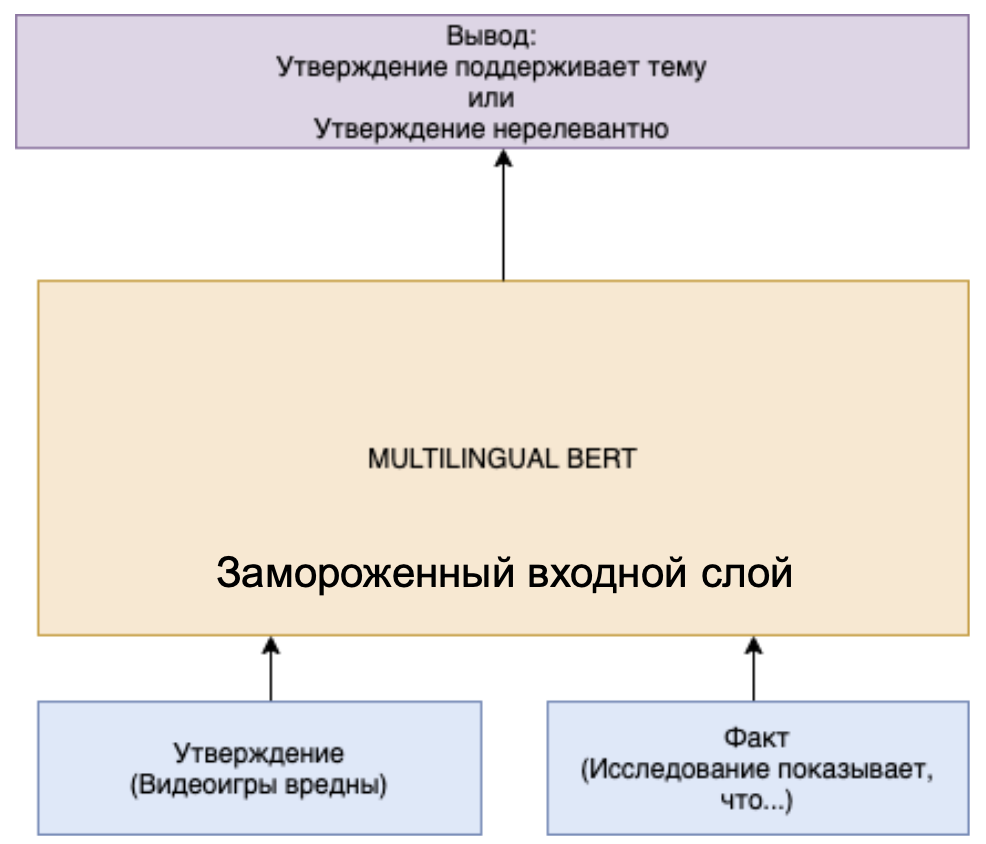 Вывод:
Утверждение поддерживает тему
или
Утверждение нерелевантно
MULTILINGUAL BERT
Замороженный входной слой
Утверждение
(Видеоигры вредны)
Факт
(Исследование показывает,
что...)